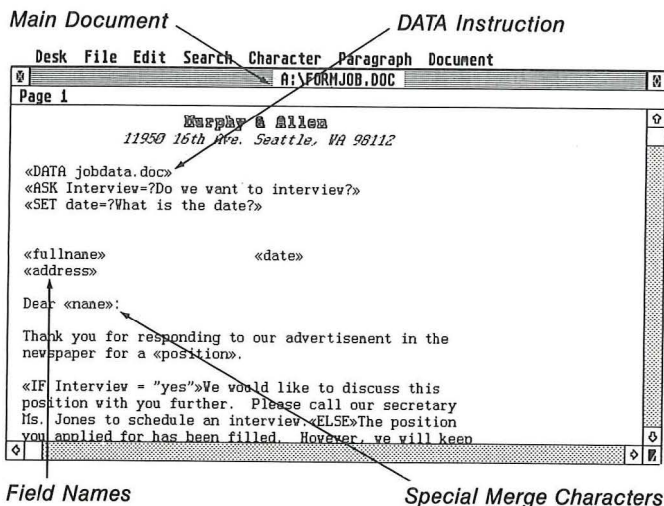 Main Document
DATA Instruction
Desk File Edit Search Character Paragraph Document
A:\FORMJOB.DOC
Page 1
Murphy & Allen
11950 16th Ave. Seattle, WA 98112
«DATA jobdata.doc»
«ASK Interview=?Do we want to interview?»
«SET date=?What is the date?»
«fullname» «date»
«address»
Dear «name»:
Thank you for responding to our advertisement in the
newspaper for a «position».
«IF Interview = "yes"»We would like to discuss this
position with you further. Please call our secretary
Ms. Jones to schedule an interview.«ELSE»The position
you applied for has been filled. However, we will keep
Field Names
Special Merge Characters